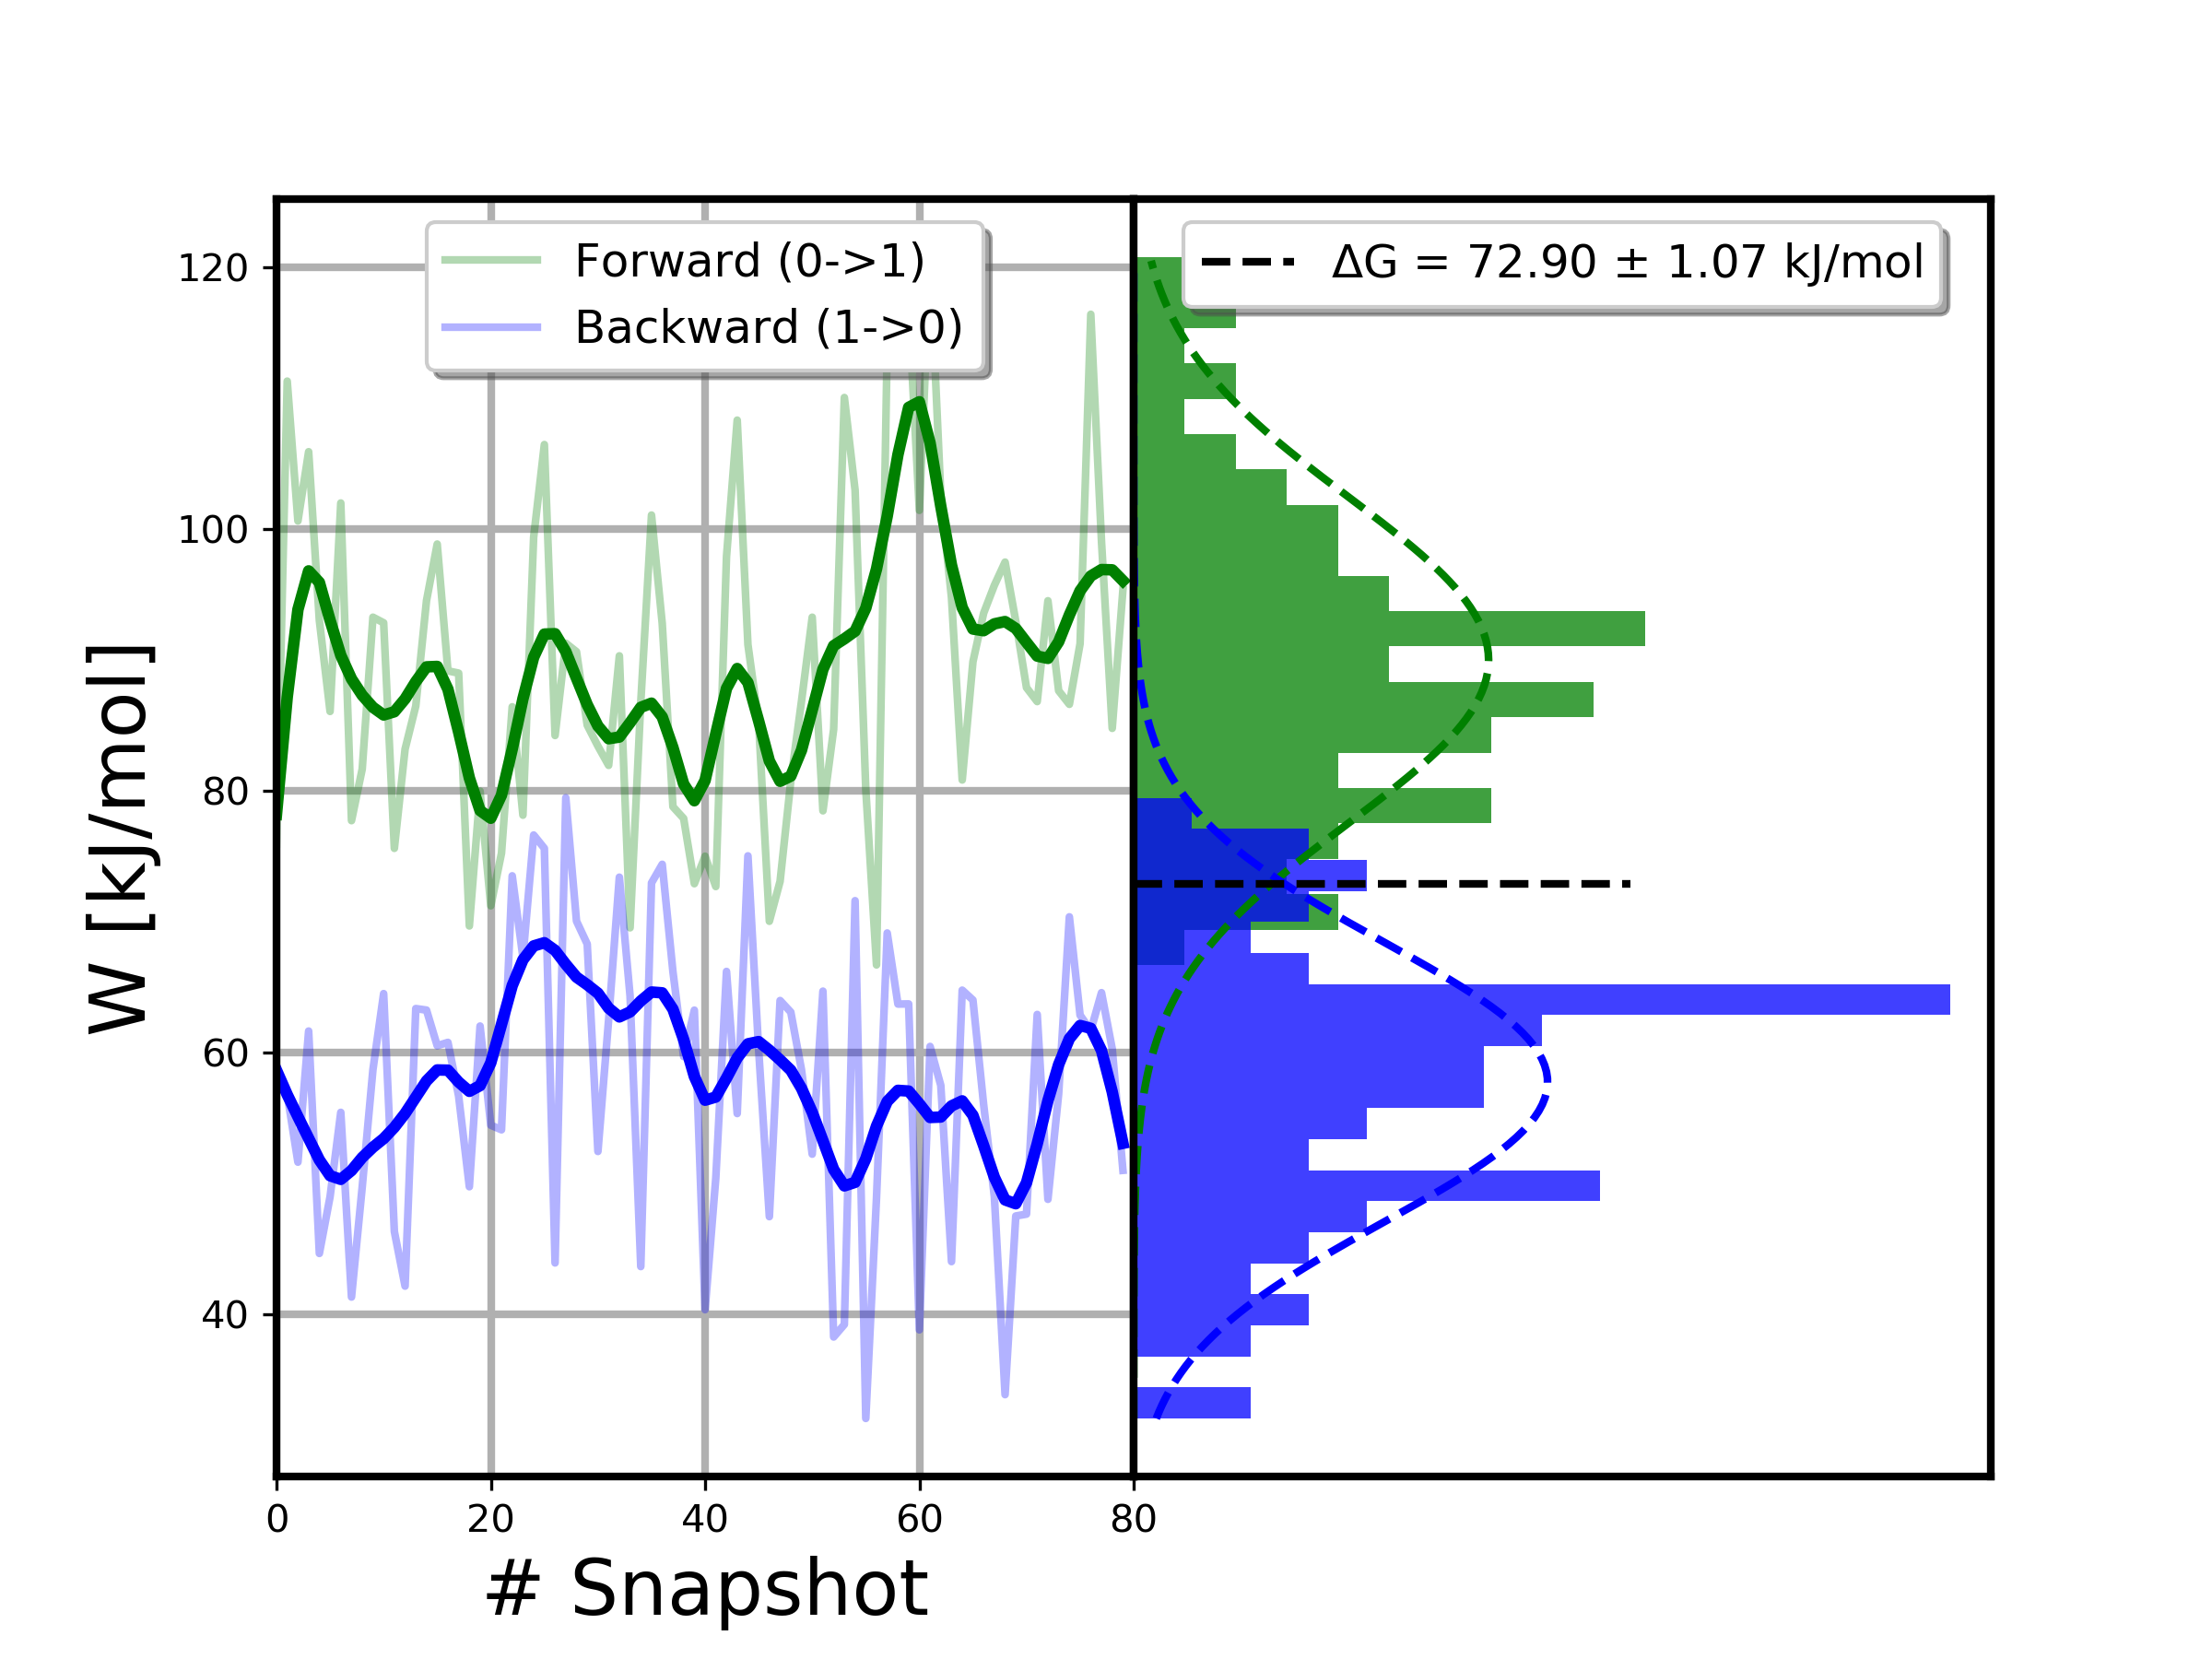 Forward (0->1)
Backward (1->0)
ΔG = 72.90 ± 1.07 kJ/mol
W [kJ/mol]
120
100
80
60
40
0 20 40 60 80
# Snapshot